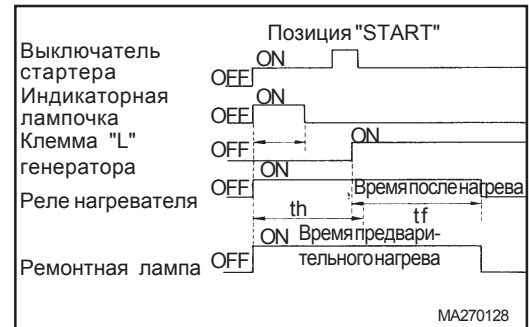 Позиция "START"
Выключатель
стартера
ON
OFF
Индикаторная
лампочка
ON
OFF
Клемма "L"
генератора
ON
OFF
Реле нагревателя
ON
OFF
Время после нагрева
th
tf
Ремонтная лампа
ON
OFF
Время предвари-
тельного нагрева
MA270128